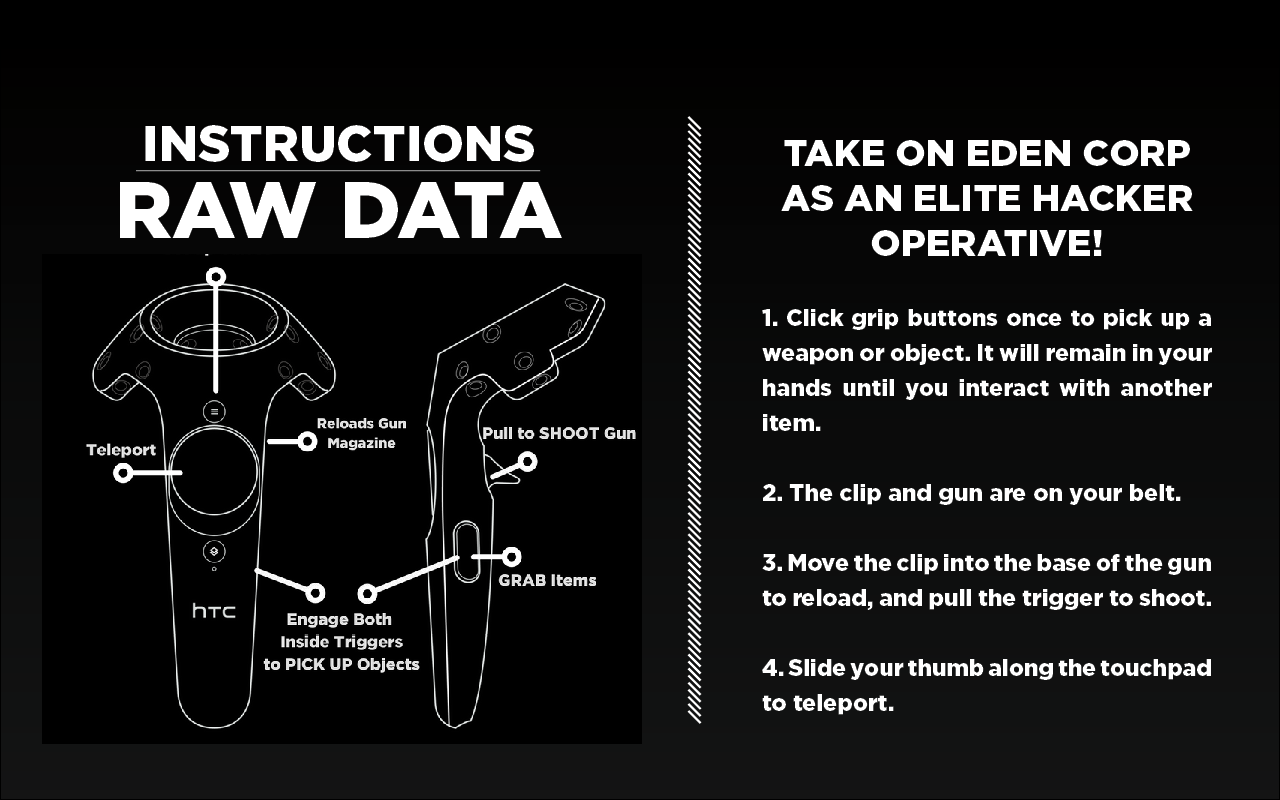 INSTRUCTIONS
RAW DATA
Teleport
Reloads Gun
Magazine
Pull to SHOOT Gun
GRAB Items
hTC
Engage Both
Inside Triggers
to PICK UP Objects
TAKE ON EDEN CORP
AS AN ELITE HACKER
OPERATIVE!
1. Click grip buttons once to pick up a
weapon or object. It will remain in your
hands until you interact with another
item.
2. The clip and gun are on your belt.
3. Move the clip into the base of the gun
to reload, and pull the trigger to shoot.
4. Slide your thumb along the touchpad
to teleport.